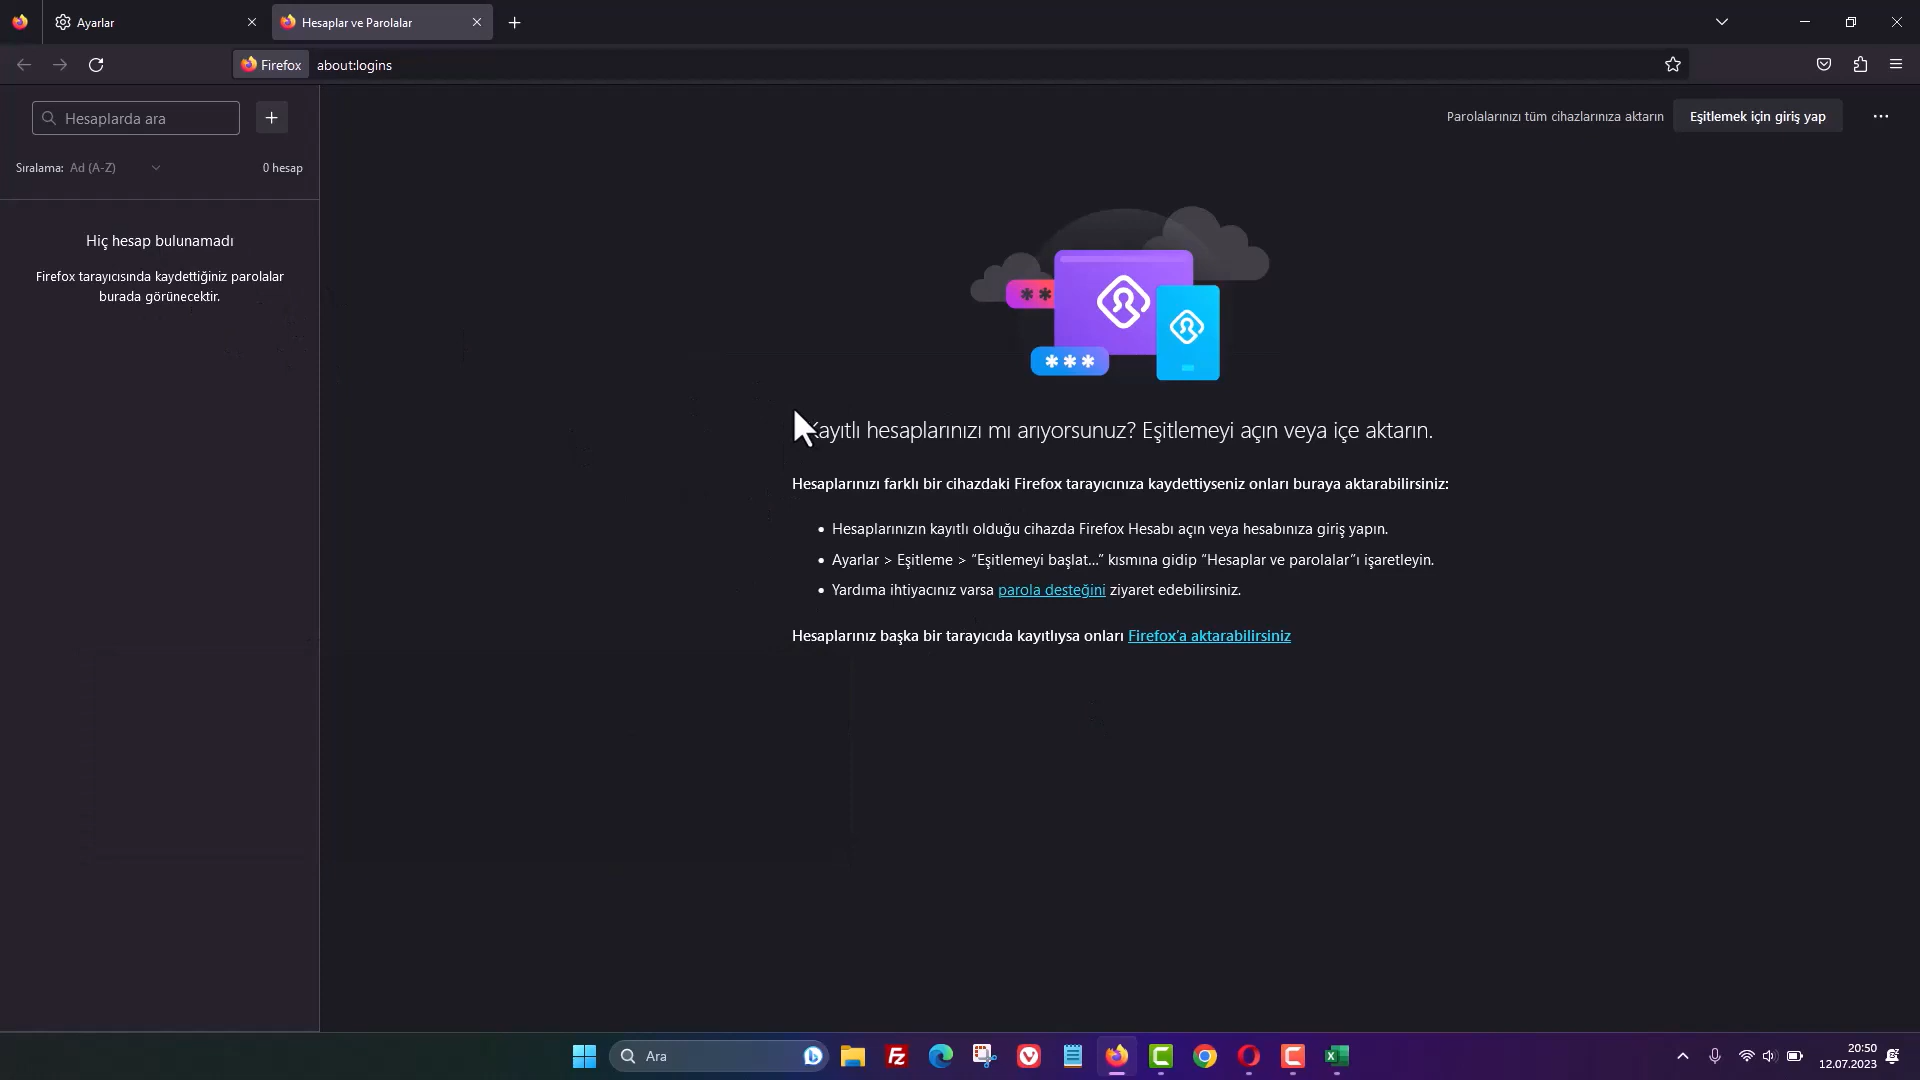 Ayarlar
Hesaplar ve Parolalar
Firefox
about:logins
Hesaplarda ara
Sıralama: Ad (A-Z)
0 hesap
Hiç hesap bulunamadı
Firefox tarayıcısında kaydettiğiniz parolalar
burada görünecektir.
Parolalarınızı tüm cihazlarınıza aktarın
Eşitlemek için giriş yap
Kayıtlı hesaplarınızı mı arıyorsunuz? Eşitlemeyi açın veya içe aktarın.
Hesaplarınızı farklı bir cihazdaki Firefox tarayıcınıza kaydettiyseniz onları buraya aktarabilirsiniz:
• Hesaplarınızın kayıtlı olduğu cihazda Firefox Hesabı açın veya hesabınıza giriş yapın.
• Ayarlar > Eşitleme > “Eşitlemeyi başlat…” kısmına gidip “Hesaplar ve parolalar”ı işaretleyin.
• Yardıma ihtiyacınız varsa parola desteğini ziyaret edebilirsiniz.
Hesaplarınız başka bir tarayıcıda kayıtlıysa onları Firefox’a aktarabilirsiniz
Ara
20:50
12.07.2023